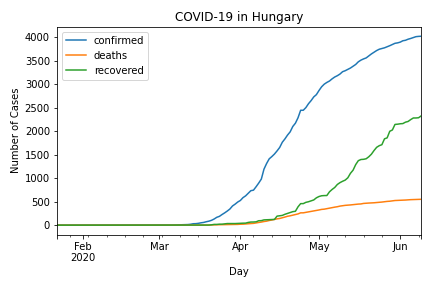 COVID-19 in Hungary
confirmed
deaths
recovered
Number of Cases
4000
3500
3000
2500
2000
1500
1000
500
0
Feb
2020
Mar
Apr
May
Jun
Day